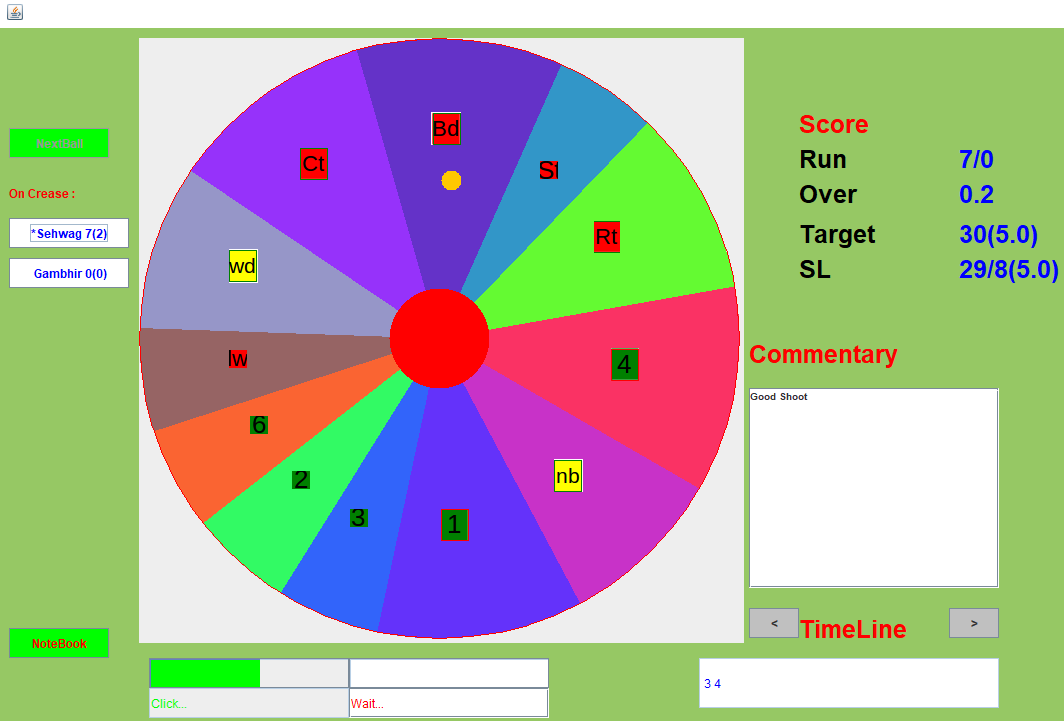 NextBall
On Crease :
*Sehwag 7(2)
Gambhir 0(0)
NoteBook
Bd
Ct
St
Rt
wd
lw
4
6
nb
2
3
1
Score
Run 7/0
Over 0.2
Target 30(5.0)
SL 29/8(5.0)
Commentary
Good Shoot
< TimeLine >
3 4
Click...
Wait...